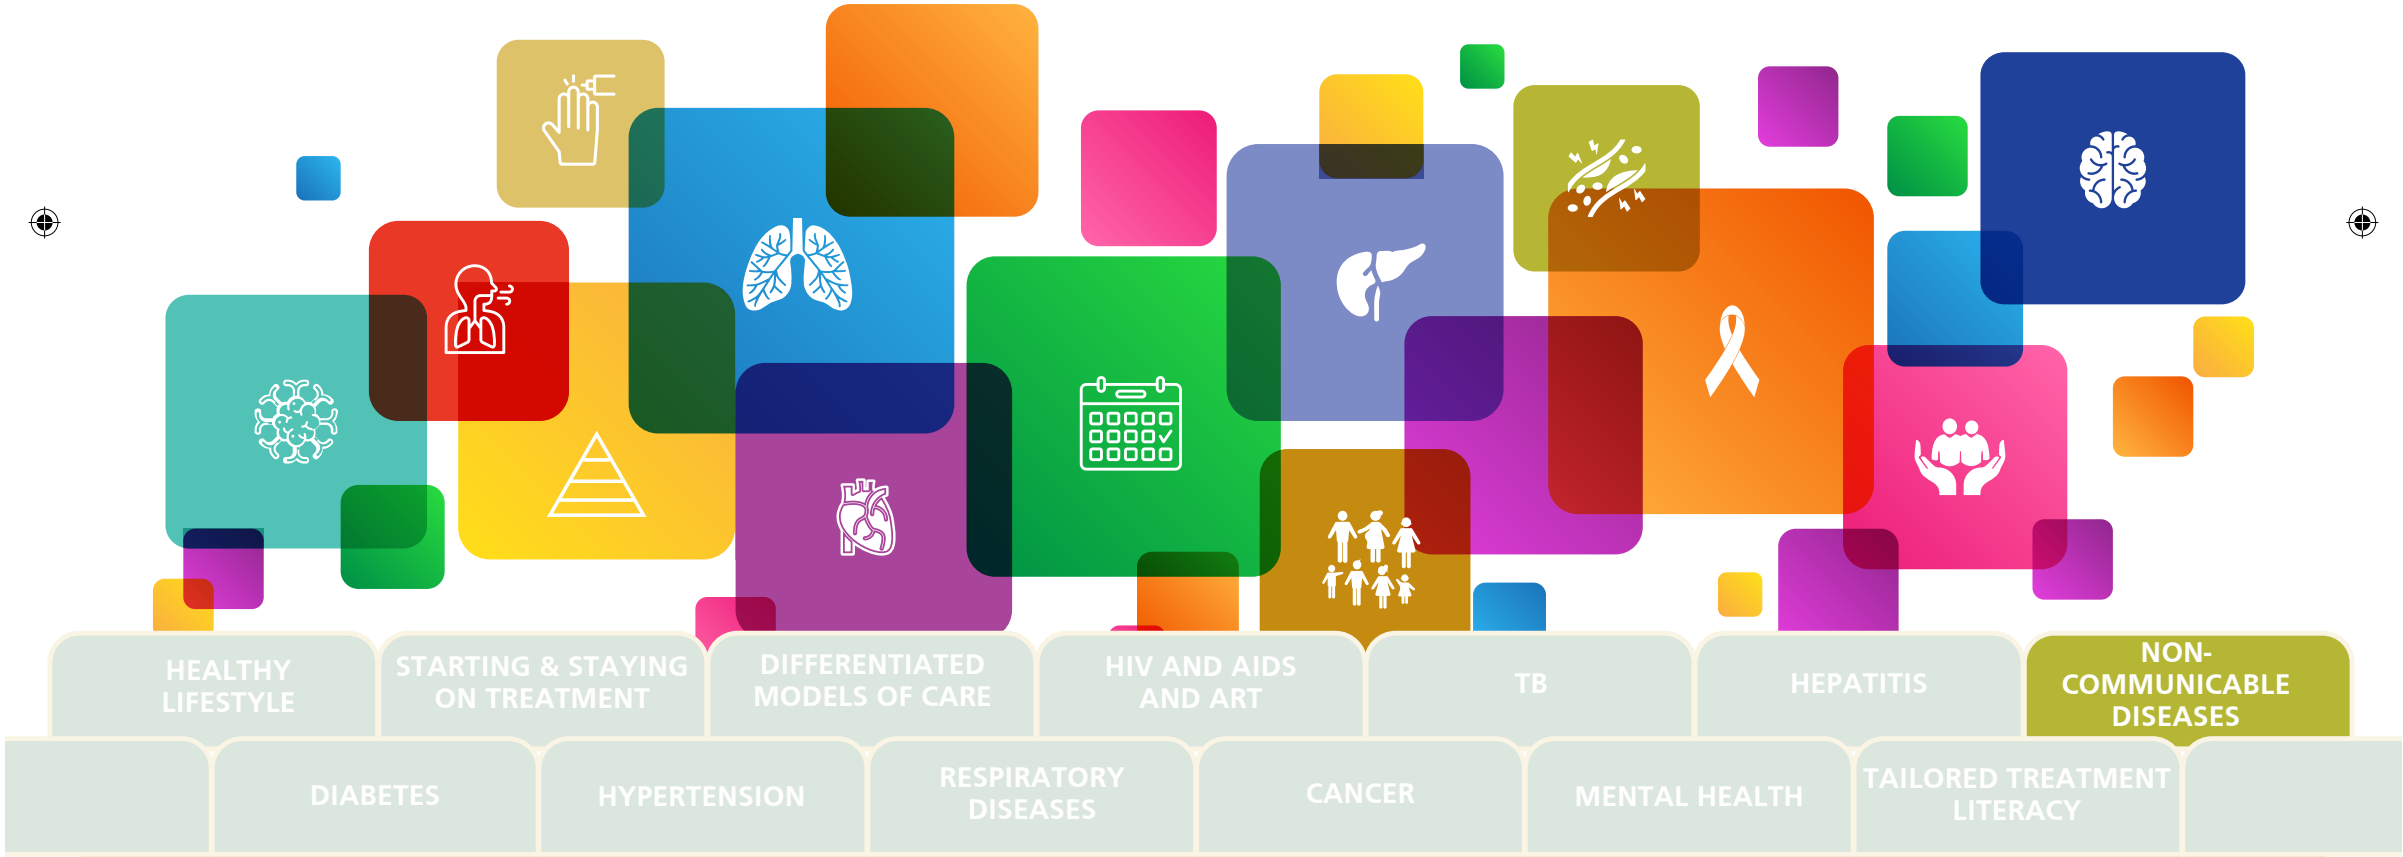 HEALTHY
LIFESTYLE
STARTING & STAYING
ON TREATMENT
DIFFERENTIATED
MODELS OF CARE
HIV AND AIDS
AND ART
TB
HEPATITIS
NON-
COMMUNICABLE
DISEASES
DIABETES
HYPERTENSION
RESPIRATORY
DISEASES
CANCER
MENTAL HEALTH
TAILORED TREATMENT
LITERACY